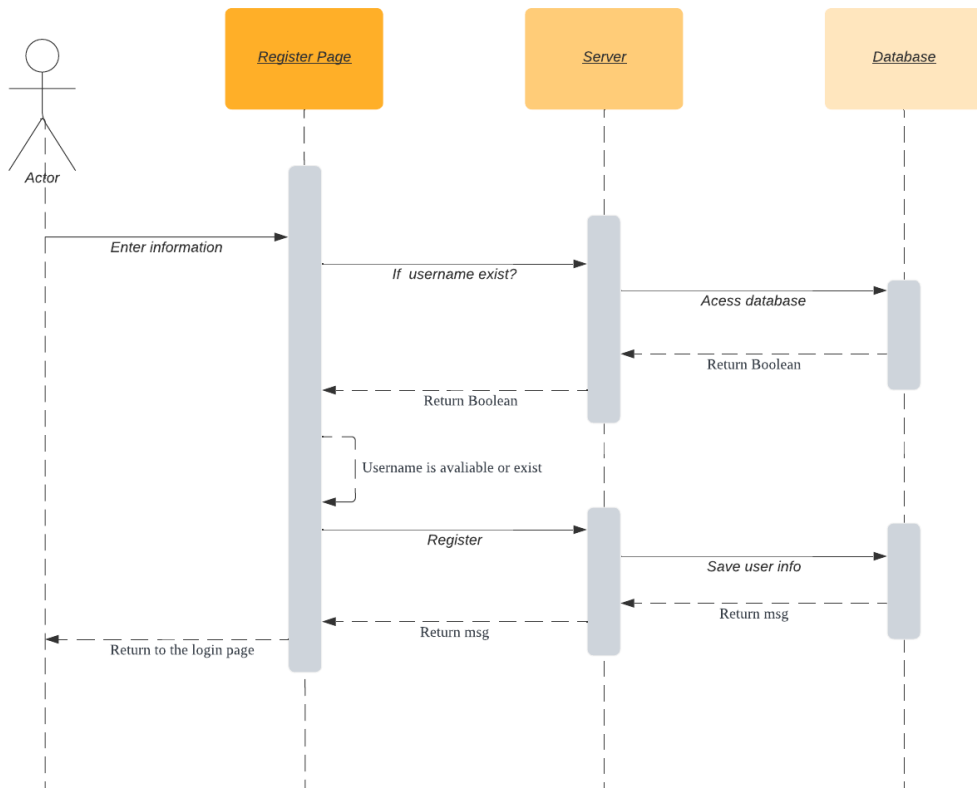 Register Page
Server
Database
Actor
Enter information
If username exist?
Acess database
Return Boolean
Return Boolean
Username is avaliable or exist
Register
Save user info
Return msg
Return msg
Return to the login page